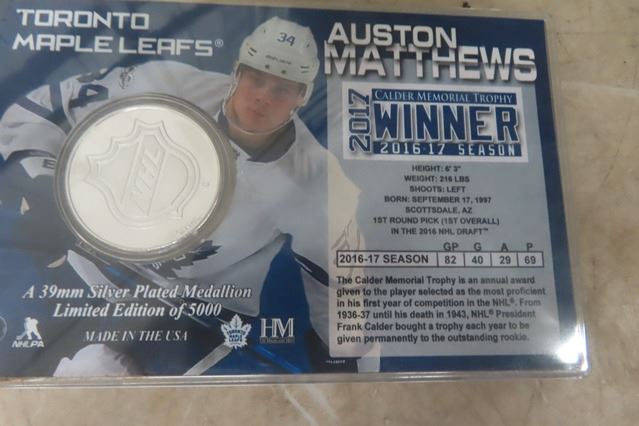 TORONTO
MAPLE LEAFS®
34
NHL
A 39mm Silver Plated Medallion
Limited Edition of 5000
NHLPA
MADE IN THE USA
HM
AUSTON
MATTHEWS
2017
CALDER MEMORIAL TROPHY
WINNER
2016-17 SEASON
HEIGHT: 6' 3"
WEIGHT: 216 LBS
SHOOTS: LEFT
BORN: SEPTEMBER 17, 1997
SCOTTSDALE, AZ
1ST ROUND PICK (1ST OVERALL)
IN THE 2016 NHL DRAFT™
GP G A P
2016-17 SEASON 82 40 29 69
The Calder Memorial Trophy is an annual award
given to the player selected as the most proficient
in his first year of competition in the NHL®. From
1936-37 until his death in 1943, NHL® President
Frank Calder bought a trophy each year to be
given permanently to the outstanding rookie.